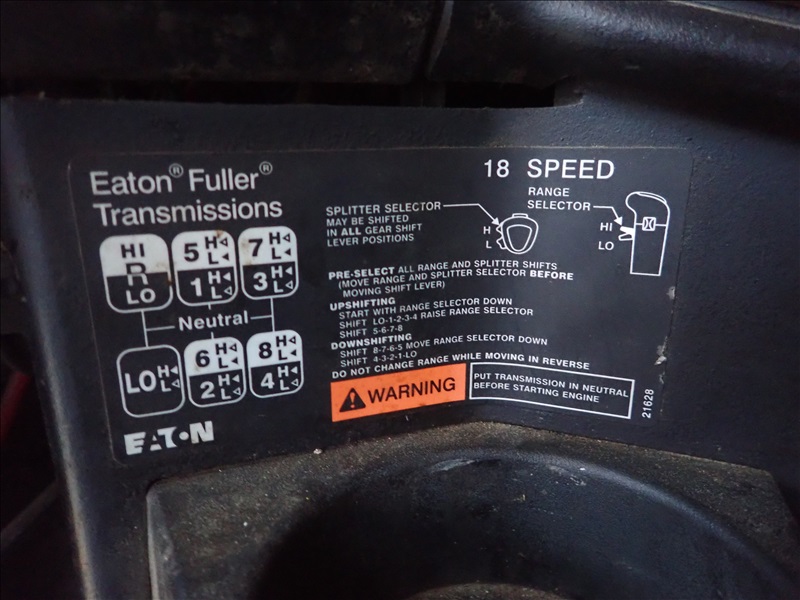 Eaton® Fuller®
Transmissions
18 SPEED
SPLITTER SELECTOR
MAY BE SHIFTED
IN ALL GEAR SHIFT
LEVER POSITIONS
H
L
RANGE
SELECTOR
HI
LO
HI
R
LO
5 H
L
1 H
L
7 H
L
3 H
L
Neutral
LO H
L
6 H
L
2 H
L
8 H
L
4 H
L
PRE-SELECT ALL RANGE AND SPLITTER SHIFTS
(MOVE RANGE AND SPLITTER SELECTOR BEFORE
MOVING SHIFT LEVER)
UPSHIFTING
START WITH RANGE SELECTOR DOWN
SHIFT LO-1-2-3-4 RAISE RANGE SELECTOR
SHIFT 5-6-7-8
DOWNSHIFTING
SHIFT 8-7-6-5 MOVE RANGE SELECTOR DOWN
SHIFT 4-3-2-1-LO
DO NOT CHANGE RANGE WHILE MOVING IN REVERSE
WARNING
PUT TRANSMISSION IN NEUTRAL
BEFORE STARTING ENGINE
21628
EATON